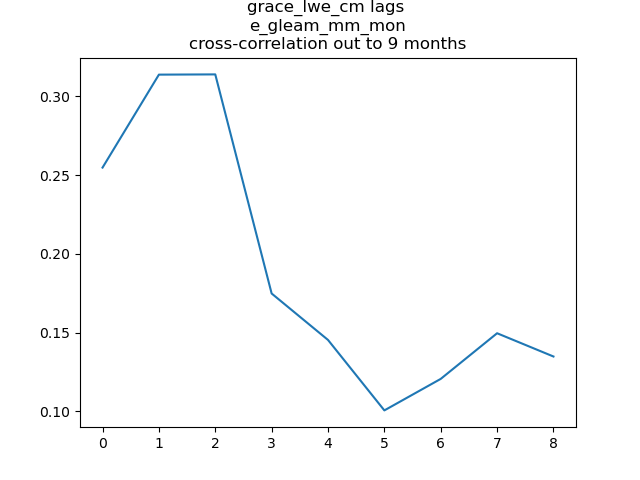 grace_lwe_cm lags
e_gleam_mm_mon
cross-correlation out to 9 months
0.30
0.25
0.20
0.15
0.10
0 1 2 3 4 5 6 7 8